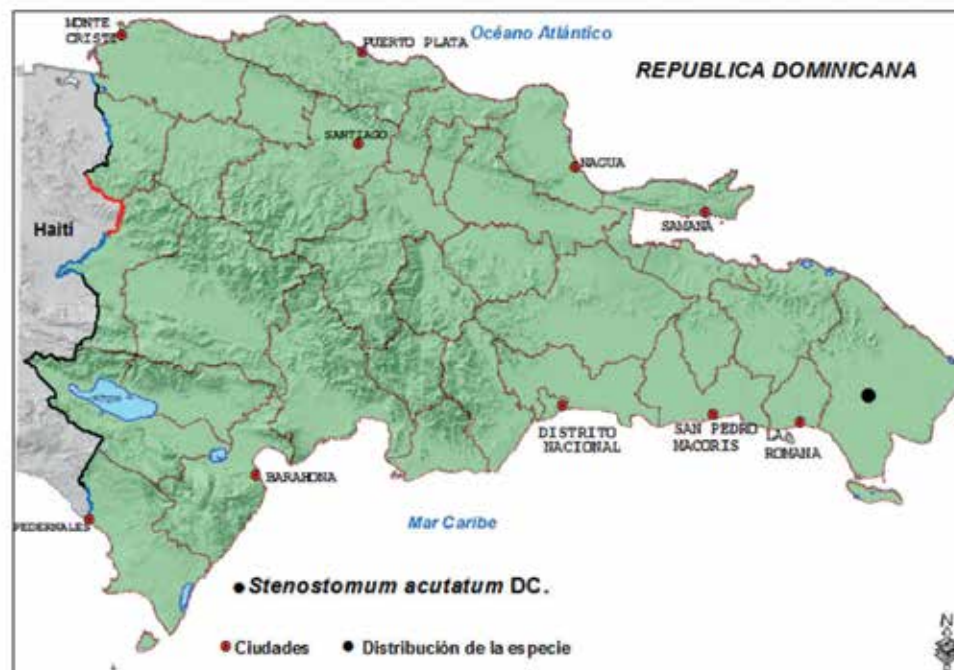 MONTE
CRISTI
PUERTO PLATA
Océano Atlántico
REPUBLICA DOMINICANA
SANTIAGO
NAGUA
SAMANA
Haití
DISTRITO
NACIONAL
SAN PEDRO
MACORIS
LA
ROMANA
BARAHONA
PEDERNALES
Mar Caribe
Stenostomum acutatum DC.
Ciudades
Distribución de la especie
N